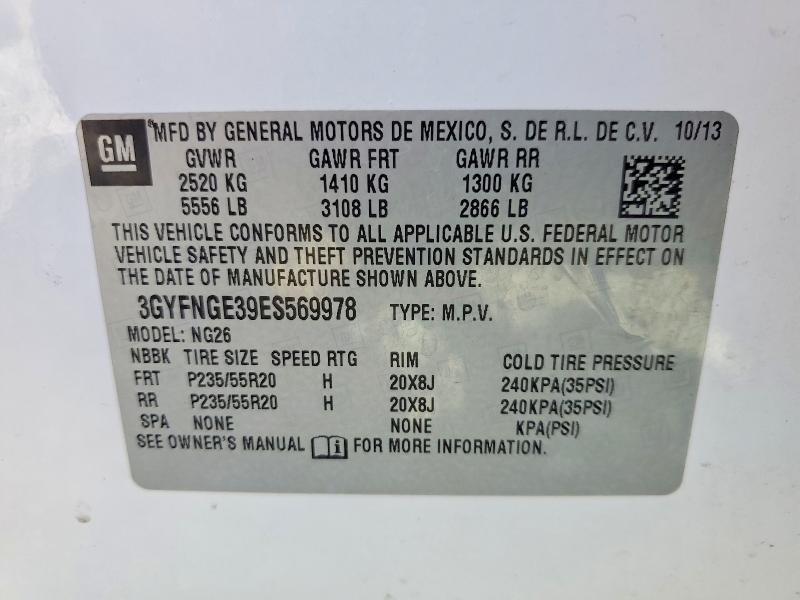 GM
®MFD BY GENERAL MOTORS DE MEXICO, S. DE R.L. DE C.V. 10/13
GVWR GAWR FRT GAWR RR
2520 KG 1410 KG 1300 KG
5556 LB 3108 LB 2866 LB
THIS VEHICLE CONFORMS TO ALL APPLICABLE U.S. FEDERAL MOTOR
VEHICLE SAFETY AND THEFT PREVENTION STANDARDS IN EFFECT ON
THE DATE OF MANUFACTURE SHOWN ABOVE.
3GYFNGE39ES569978 TYPE: M.P.V.
MODEL: NG26
NBBK TIRE SIZE SPEED RTG RIM COLD TIRE PRESSURE
FRT P235/55R20 H 20X8J 240KPA(35PSI)
RR P235/55R20 H 20X8J 240KPA(35PSI)
SPA NONE NONE KPA(PSI)
SEE OWNER'S MANUAL FOR MORE INFORMATION.